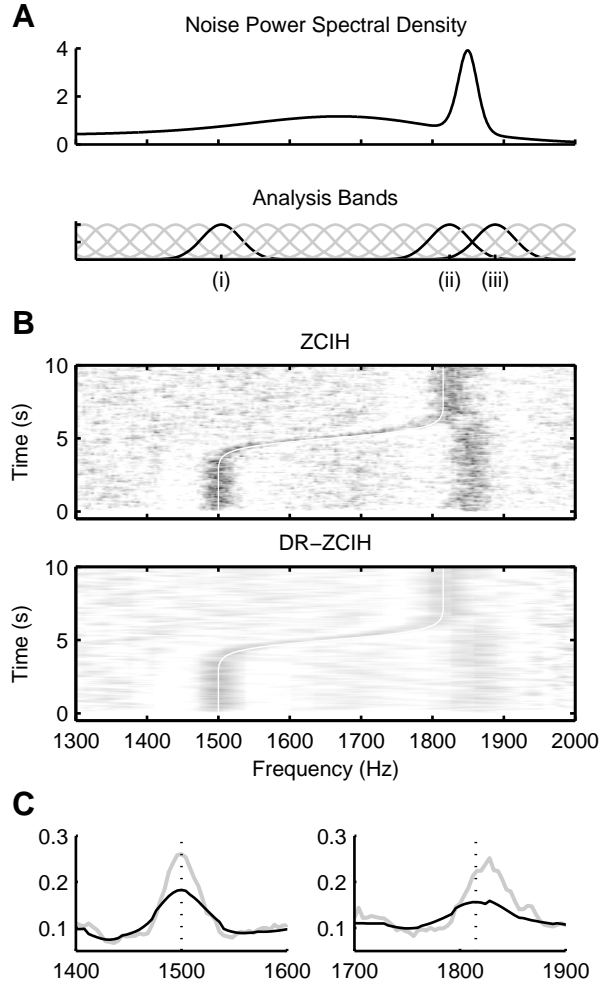 A
Noise Power Spectral Density
4
2
0
Analysis Bands
(i) (ii) (iii)
B
ZCIH
10
5
0
Time (s)
DR−ZCIH
10
5
0
Time (s)
1300 1400 1500 1600 1700 1800 1900 2000
Frequency (Hz)
C
0.3
0.2
0.1
1400 1500 1600
0.3
0.2
0.1
1700 1800 1900